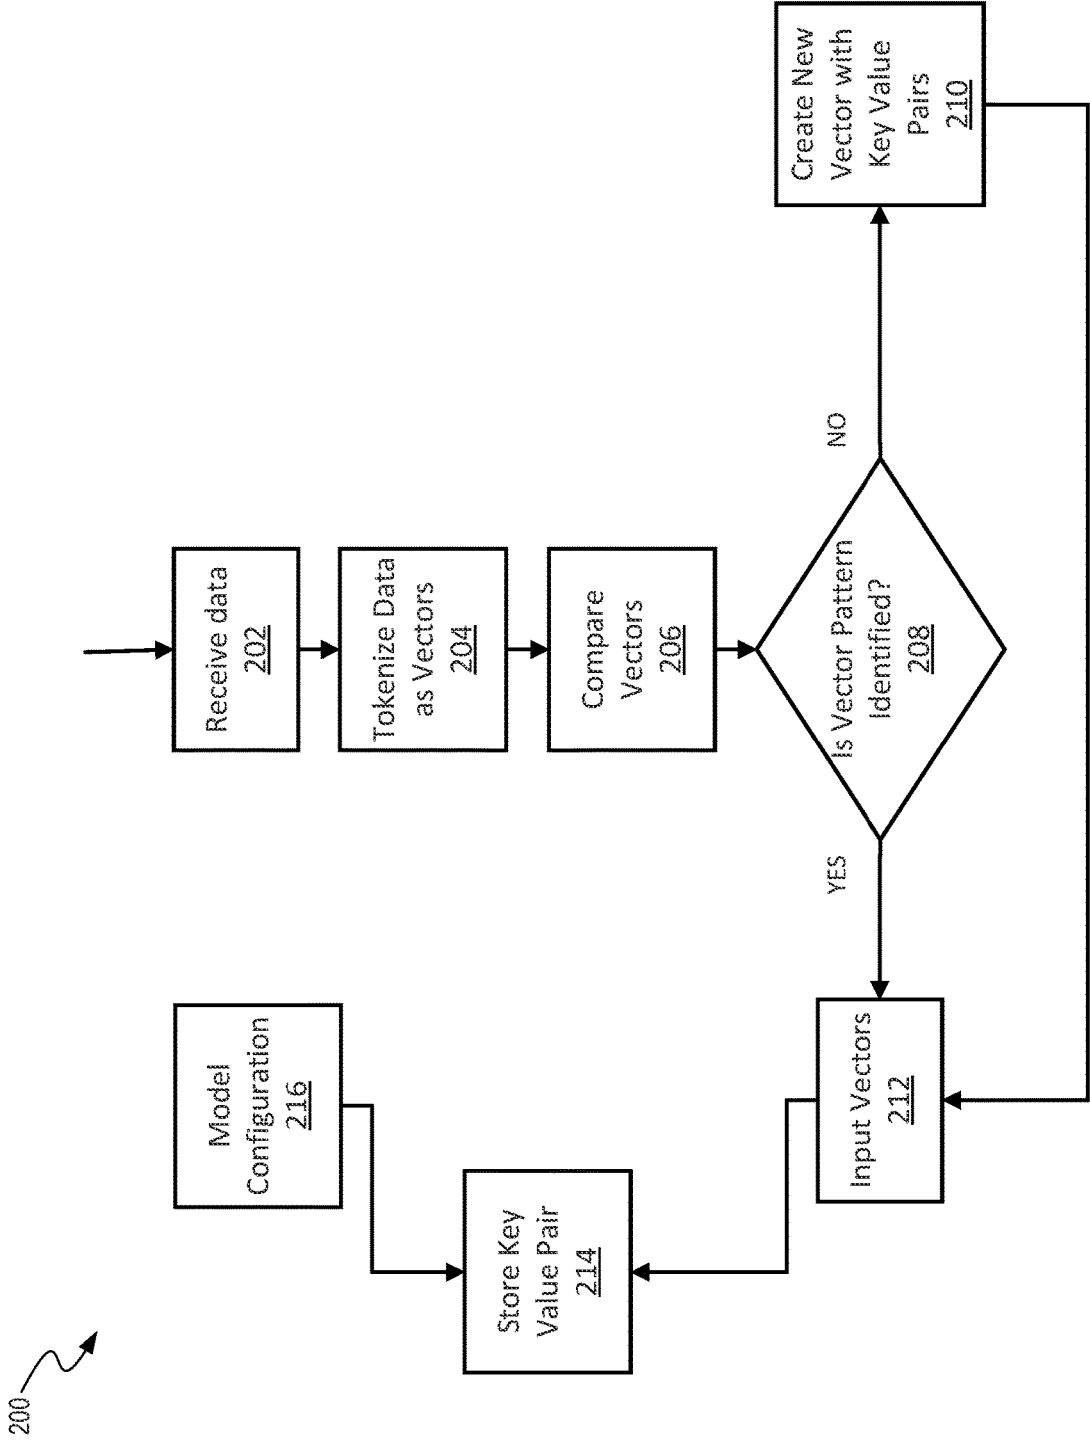 200
Receive data
202
Tokenize Data
as Vectors
204
Compare
Vectors
206
Is Vector Pattern
Identified?
208
NO
YES
Create New
Vector with
Key Value
Pairs
210
Input Vectors
212
Store Key
Value Pair
214
Model
Configuration
216